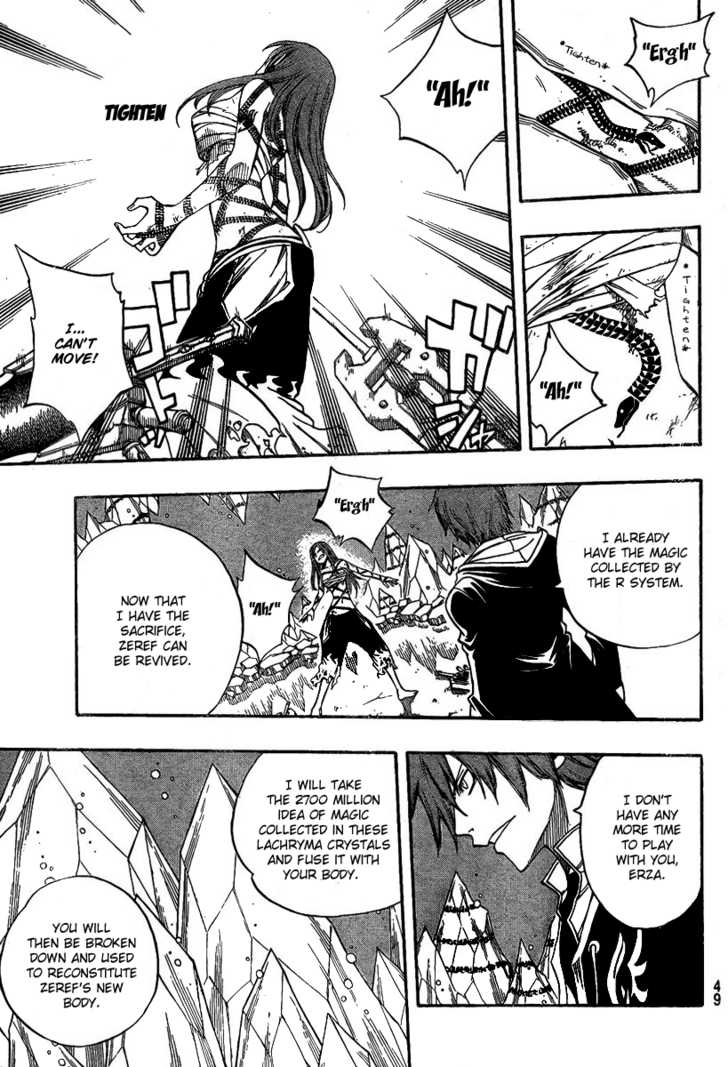 "Ergh"
*Tighten*
*Tighten*
"Ah!"
"Ah!"
TIGHTEN
I...
CAN'T
MOVE!
ゴ
ガ
I ALREADY
HAVE THE MAGIC
COLLECTED BY
THE R SYSTEM.
"Ergh"
"Ah!"
NOW THAT
I HAVE THE
SACRIFICE,
ZEREF CAN
BE REVIVED.
I DON'T
HAVE ANY
MORE TIME
TO PLAY
WITH YOU,
ERZA.
I WILL TAKE
THE 2700 MILLION
IDEA OF MAGIC
COLLECTED IN THESE
LACHRYMA CRYSTALS
AND FUSE IT WITH
YOUR BODY.
YOU WILL
THEN BE BROKEN
DOWN AND USED
TO RECONSTITUTE
ZEREF'S NEW
BODY.
49